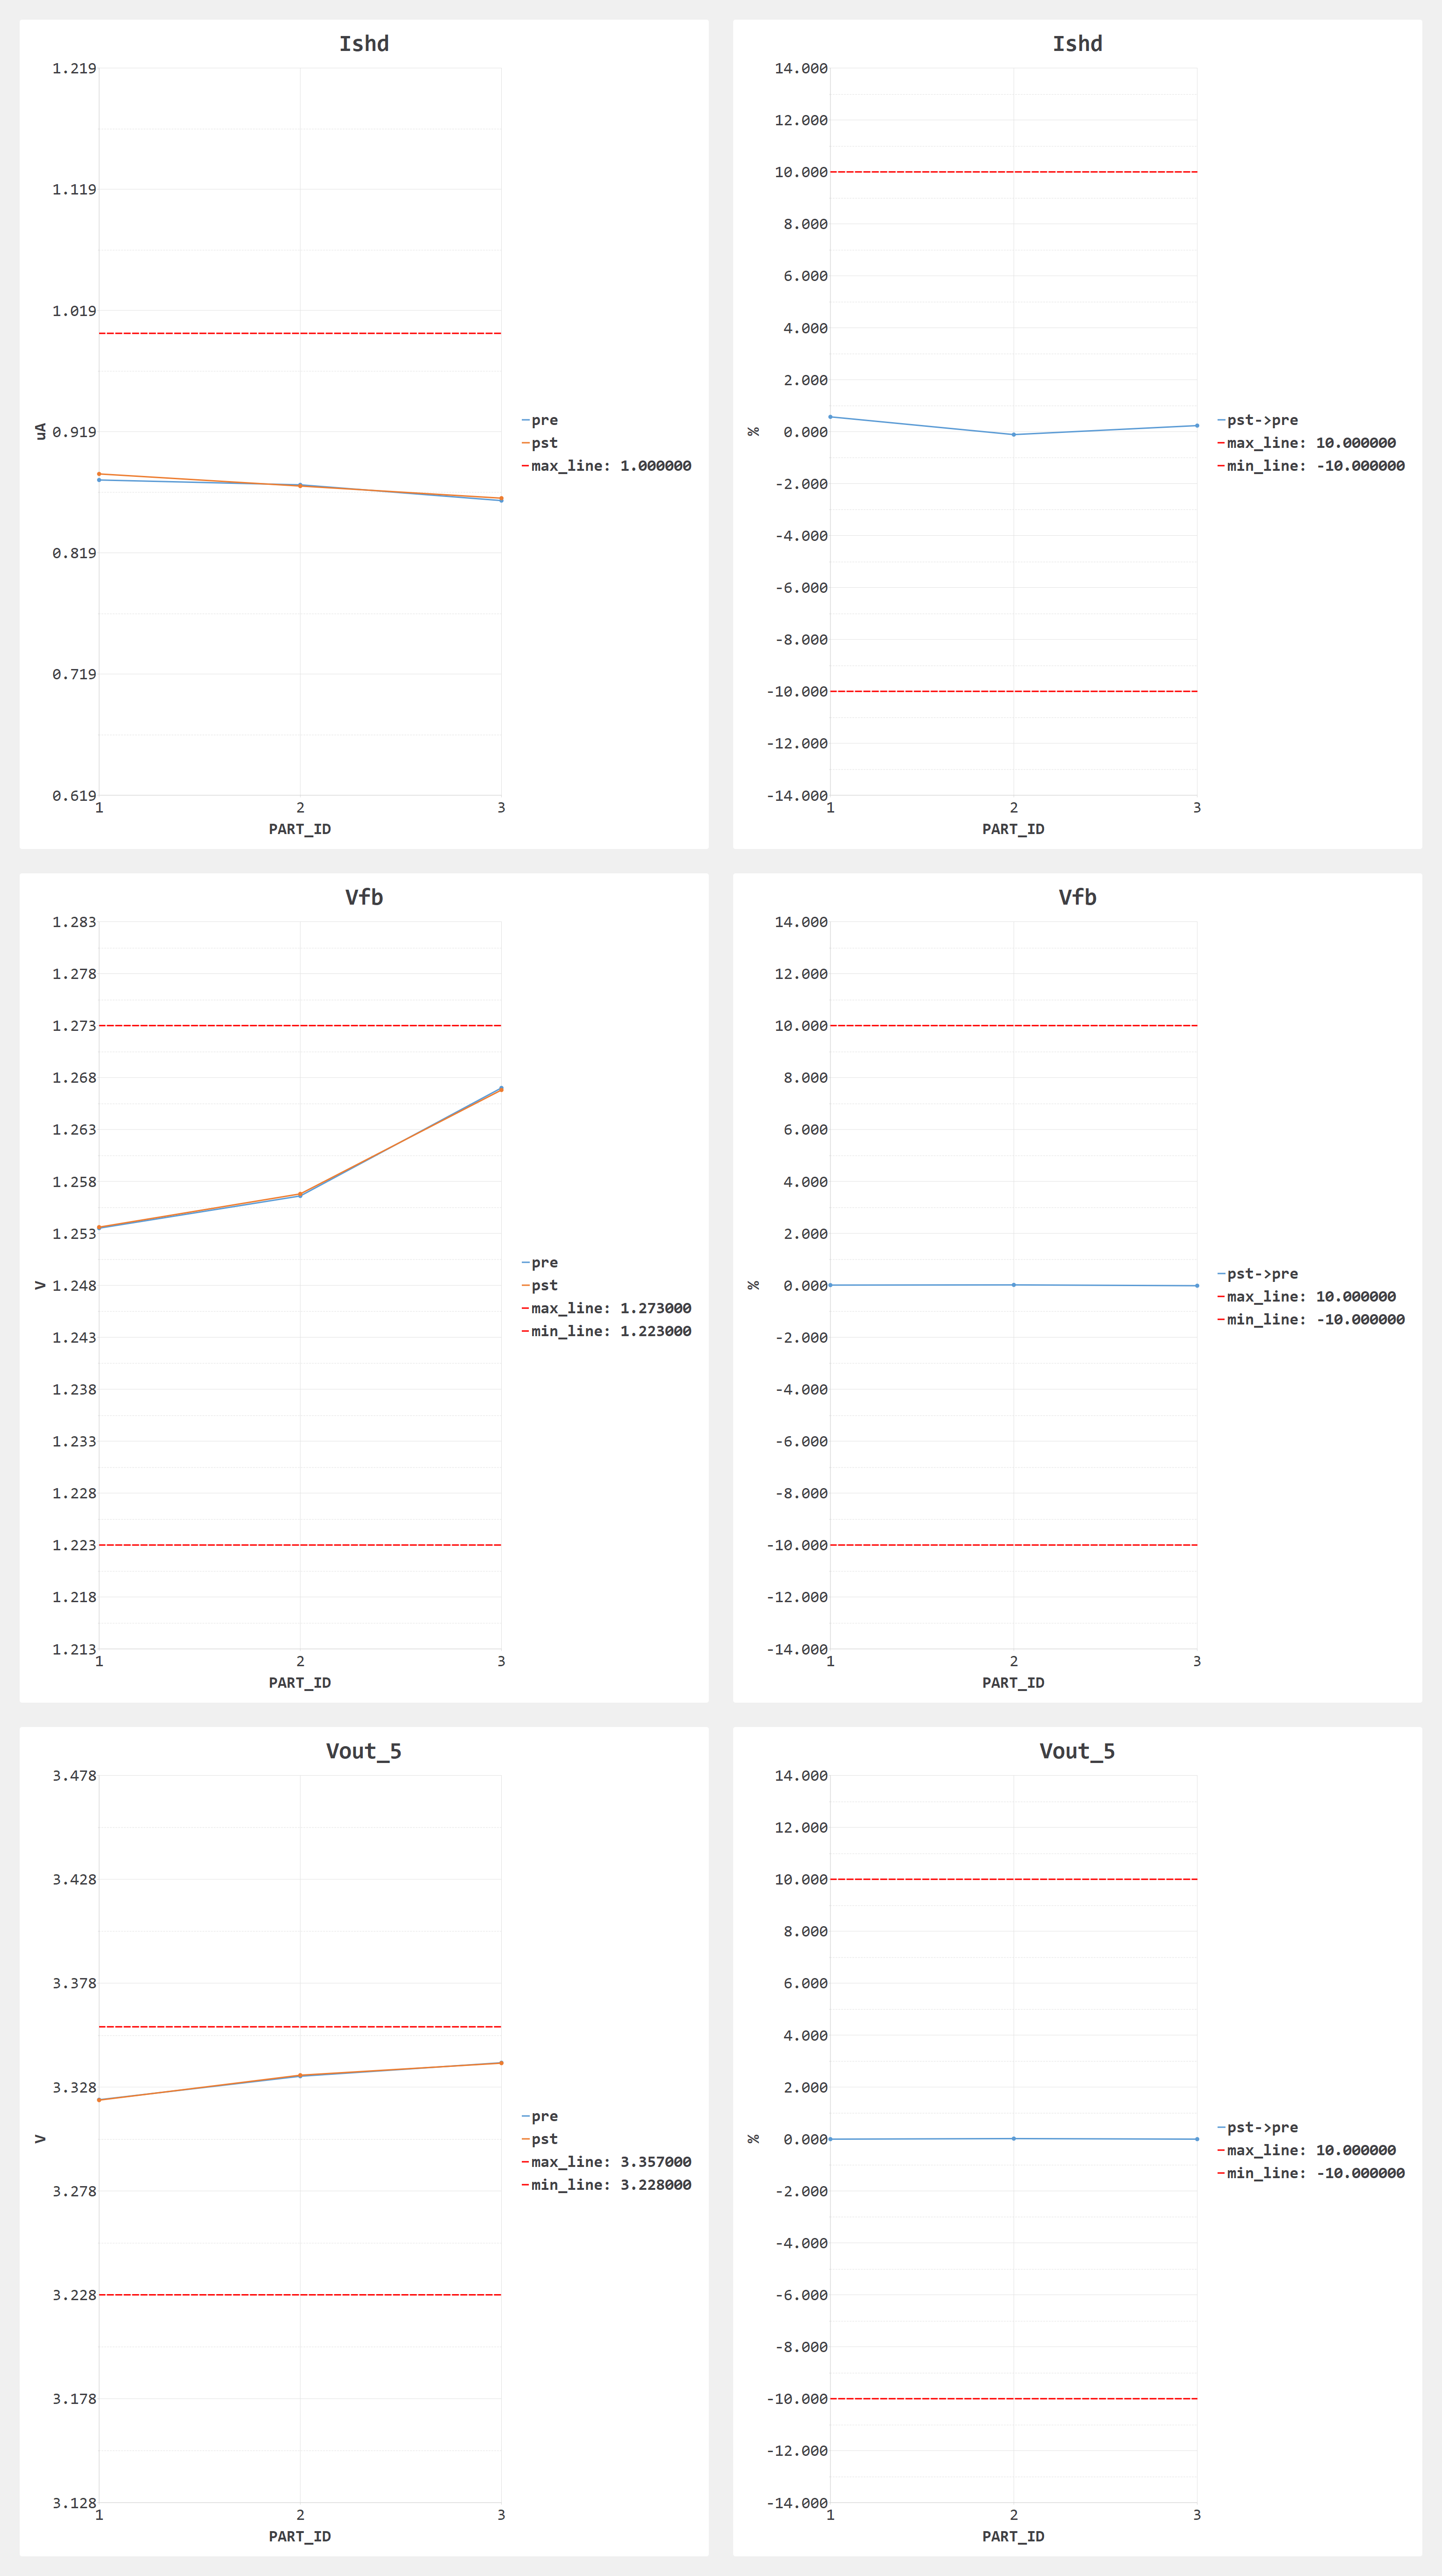 Ishd
1.219
1.119
1.019
0.919
0.819
0.719
0.619
uA
1 2 3
PART_ID
pre
pst
max_line: 1.000000
Ishd
14.000
12.000
10.000
8.000
6.000
4.000
2.000
0.000
-2.000
-4.000
-6.000
-8.000
-10.000
-12.000
-14.000
%
1 2 3
PART_ID
pst->pre
max_line: 10.000000
min_line: -10.000000
Vfb
1.283
1.278
1.273
1.268
1.263
1.258
1.253
1.248
1.243
1.238
1.233
1.228
1.223
1.218
1.213
V
1 2 3
PART_ID
pre
pst
max_line: 1.273000
min_line: 1.223000
Vfb
14.000
12.000
10.000
8.000
6.000
4.000
2.000
0.000
-2.000
-4.000
-6.000
-8.000
-10.000
-12.000
-14.000
%
1 2 3
PART_ID
pst->pre
max_line: 10.000000
min_line: -10.000000
Vout_5
3.478
3.428
3.378
3.328
3.278
3.228
3.178
3.128
V
1 2 3
PART_ID
pre
pst
max_line: 3.357000
min_line: 3.228000
Vout_5
14.000
12.000
10.000
8.000
6.000
4.000
2.000
0.000
-2.000
-4.000
-6.000
-8.000
-10.000
-12.000
-14.000
%
1 2 3
PART_ID
pst->pre
max_line: 10.000000
min_line: -10.000000